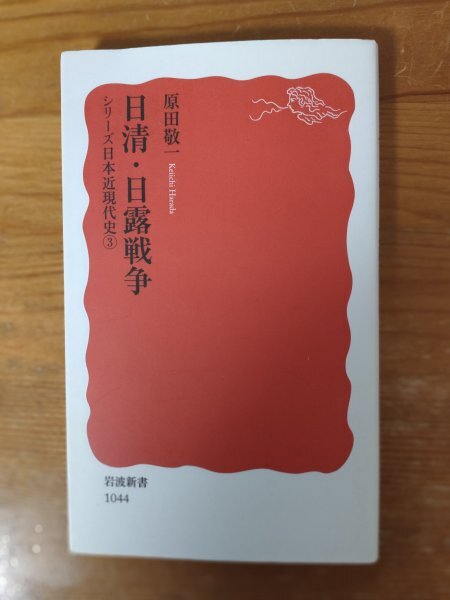 原田敬一
Keiichi Harada
日清・日露戦争
シリーズ日本近現代史③
岩波新書
1044